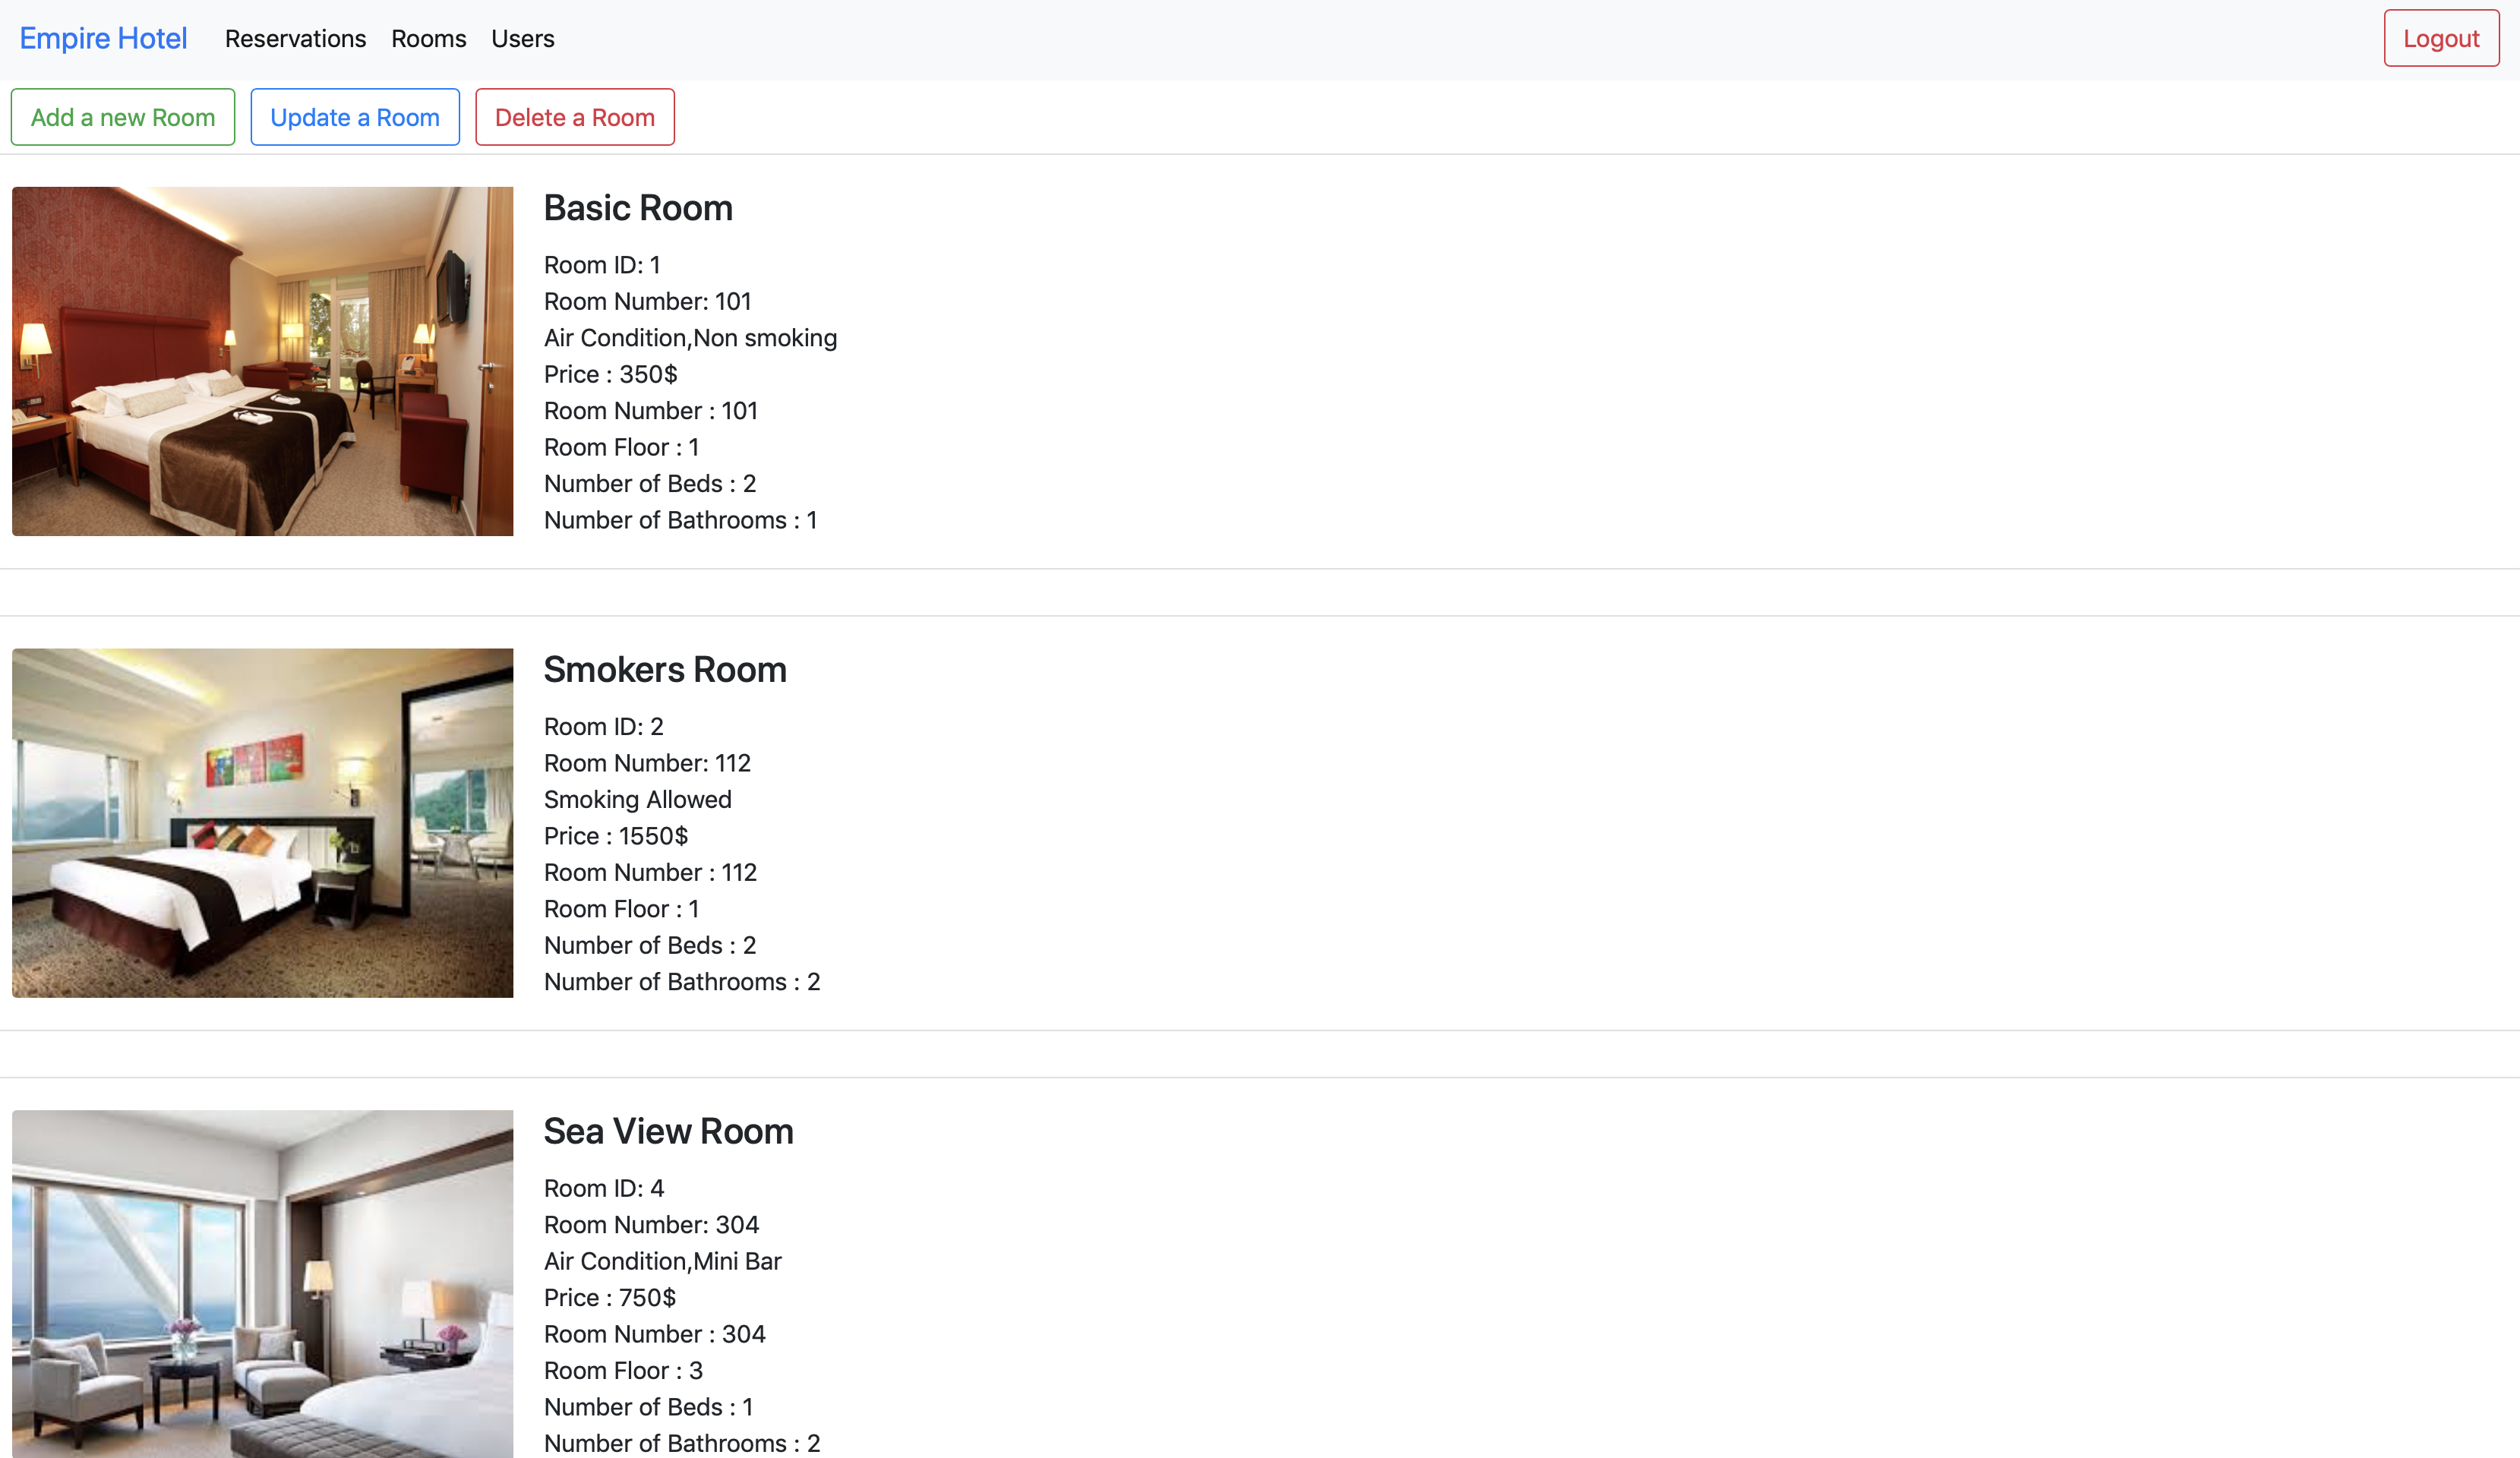 Empire Hotel Reservations Rooms Users Logout
Add a new Room Update a Room Delete a Room
Basic Room
Room ID: 1
Room Number: 101
Air Condition,Non smoking
Price : 350$
Room Number : 101
Room Floor : 1
Number of Beds : 2
Number of Bathrooms : 1
Smokers Room
Room ID: 2
Room Number: 112
Smoking Allowed
Price : 1550$
Room Number : 112
Room Floor : 1
Number of Beds : 2
Number of Bathrooms : 2
Sea View Room
Room ID: 4
Room Number: 304
Air Condition,Mini Bar
Price : 750$
Room Number : 304
Room Floor : 3
Number of Beds : 1
Number of Bathrooms : 2